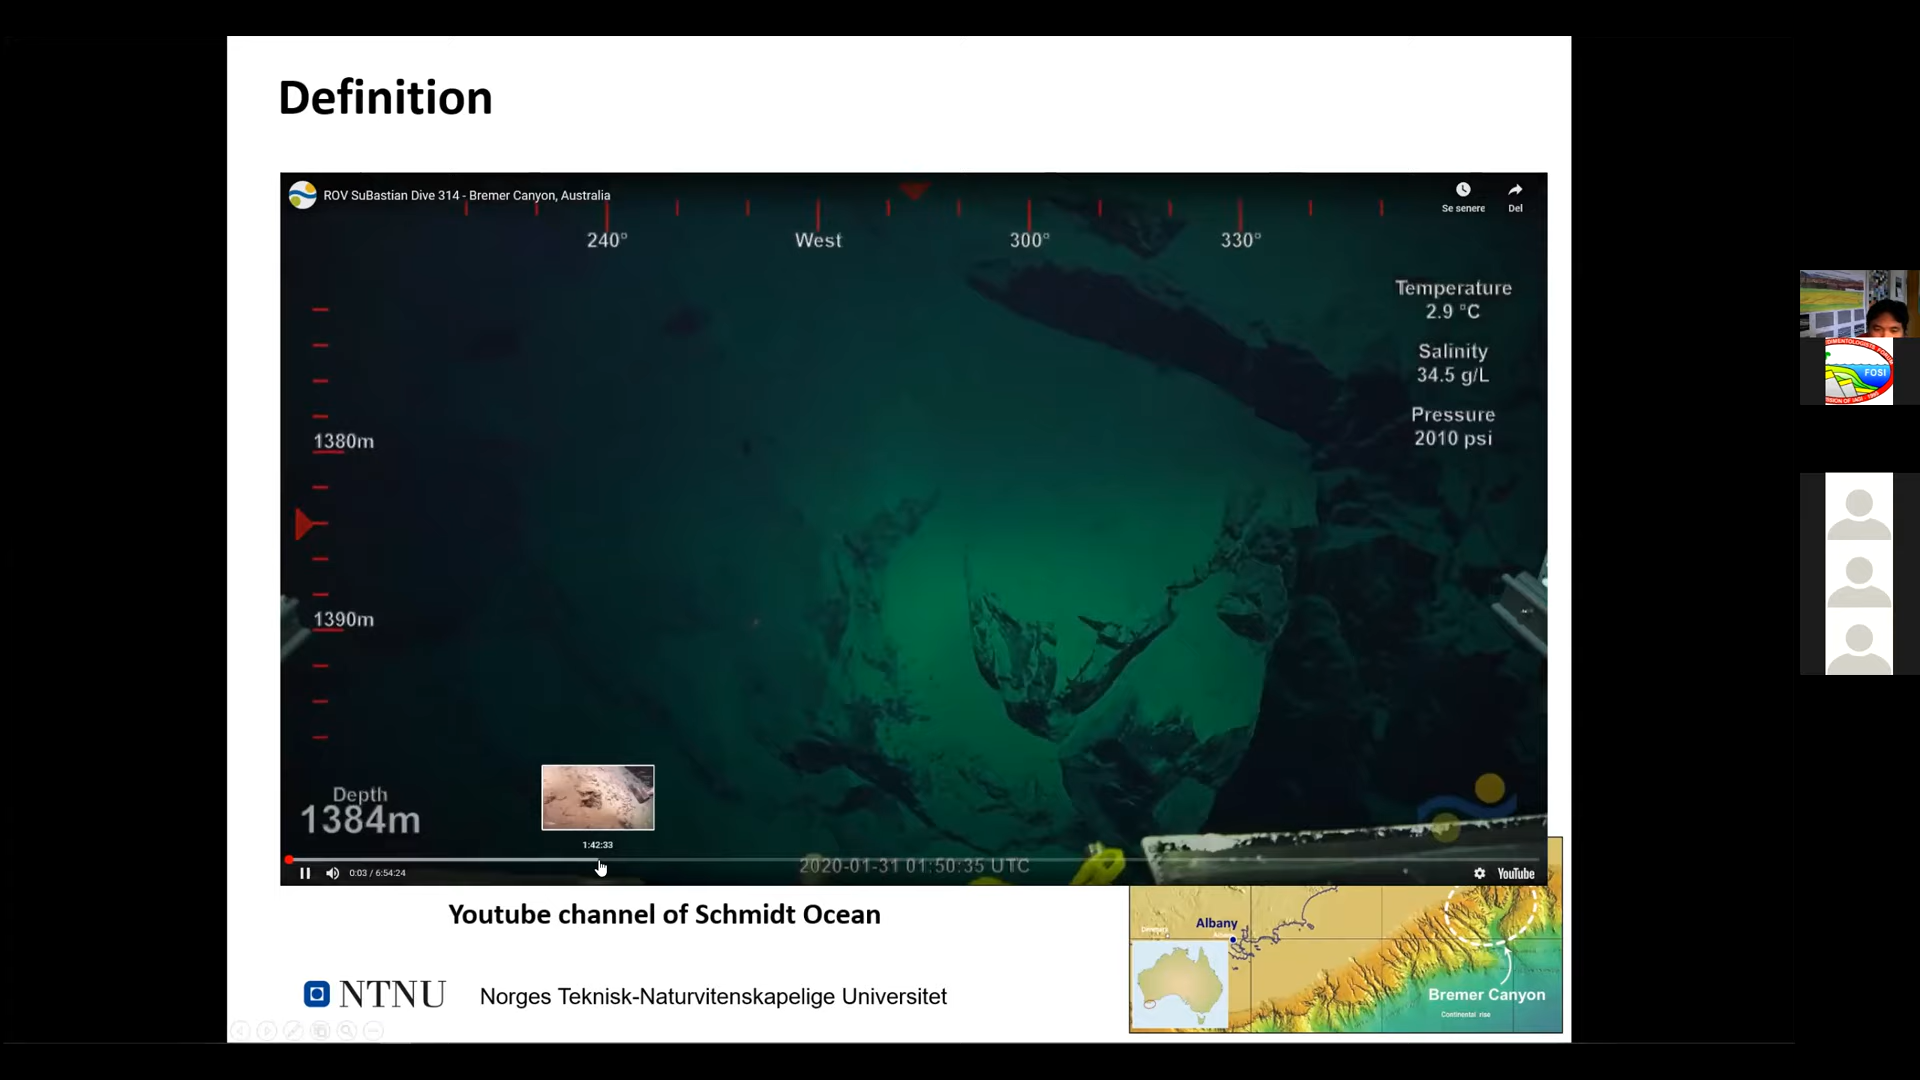 Definition
ROV SuBastian Dive 314 - Bremer Canyon, Australia
Se senere
Del
240°
West
300°
330°
Temperature
2.9 °C
Salinity
34.5 g/L
Pressure
2010 psi
1380m
1390m
Depth
1384m
1:42:33
2020-01-31 01:50:35 UTC
0:03 / 6:54:24
YouTube
Youtube channel of Schmidt Ocean
Albany
Bremer Canyon
Continental rise
NTNU
Norges Teknisk-Naturvitenskapelige Universitet
FOSI